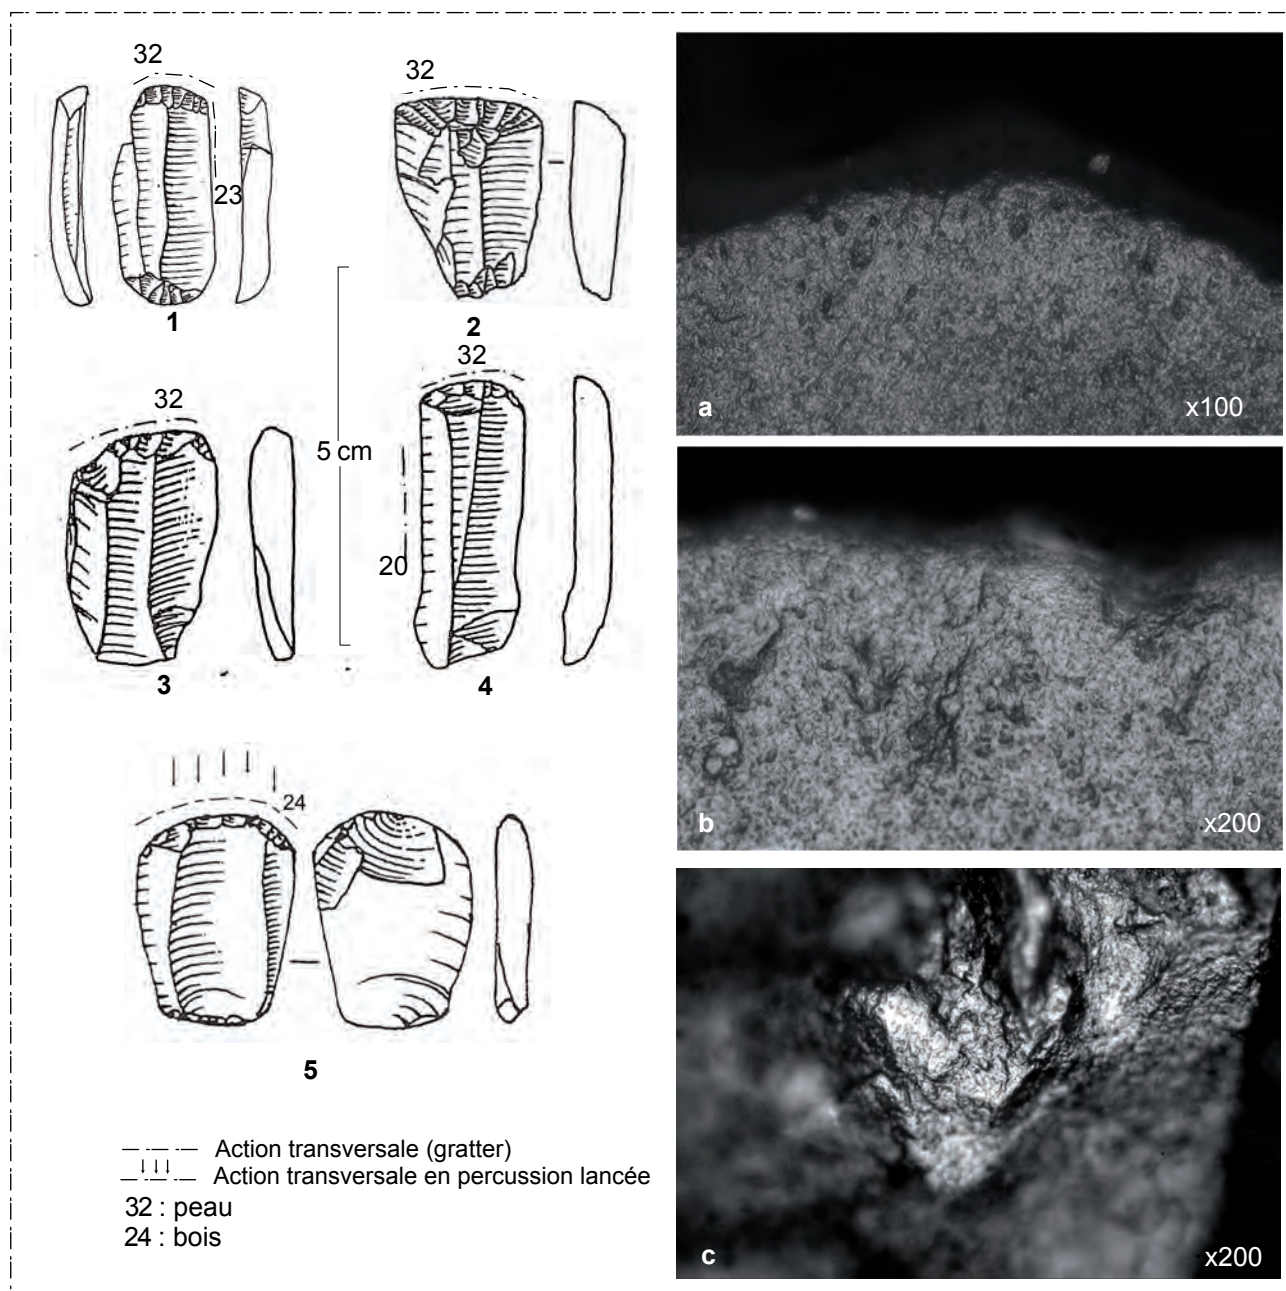 32
32
23
1
2
32
32
5 cm
20
3
4
24
5
Action transversale (gratter)
Action transversale en percussion lancée
32 : peau
24 : bois
a
x100
b
x200
c
x200